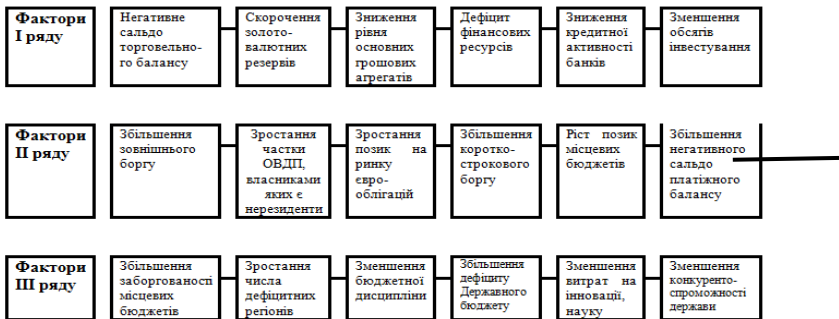 Фактори
І ряду
Негативне
сальдо
торговельно-
го балансу
Скорочення
золото-
валютних
резервів
Зниження
рівня
основних
грошових
агрегатів
Дефіцит
фінансових
ресурсів
Зниження
кредитної
активності
банків
Зменшення
обсягів
інвестування
Фактори
ІІ ряду
Збільшення
зовнішнього
боргу
Зростання
частки
ОВДП,
власниками
яких є
нерезиденти
Зростання
позик на
ринку
євро-
облігацій
Збільшення
коротко-
строкового
боргу
Ріст позик
місцевих
бюджетів
Збільшення
негативного
сальдо
платіжного
балансу
Фактори
ІІІ ряду
Збільшення
заборгованості
місцевих
бюджетів
Зростання
числа
дефіцитних
регіонів
Зменшення
бюджетної
дисципліни
Збільшення
дефіциту
Державного
бюджету
Зменшення
витрат на
інновації,
науку
Зменшення
конкуренто-
спроможності
держави